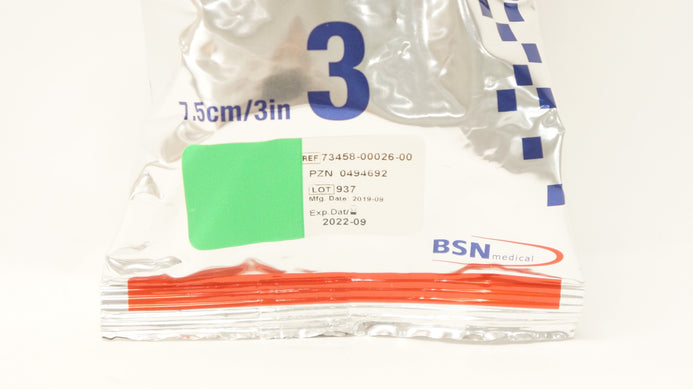 3
7.5cm/3in
REF 73458-00026-00
PZN 0494692
LOT 937
Mfg. Date 2019-09
Exp.Dat/
2022-09
BSN medical